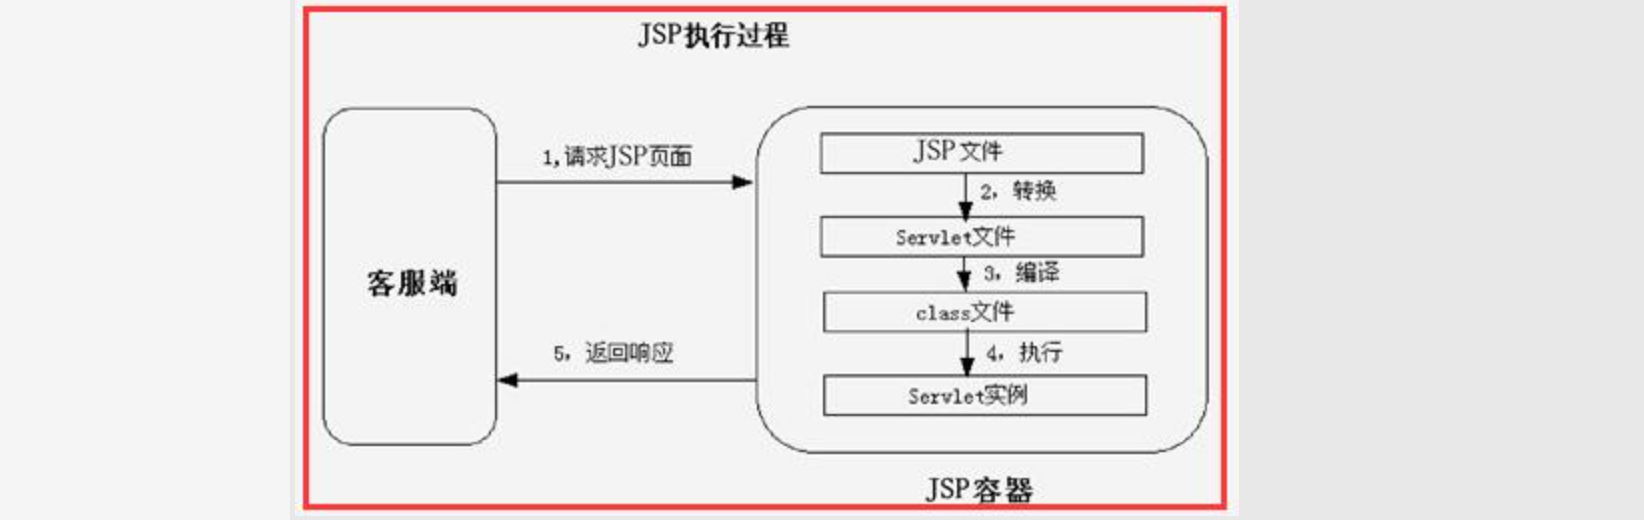 JSP执行过程
1,请求JSP页面
客服端
5，返回响应
JSP文件
2，转换
Servlet文件
3，编译
class文件
4，执行
Servlet实例
JSP容器